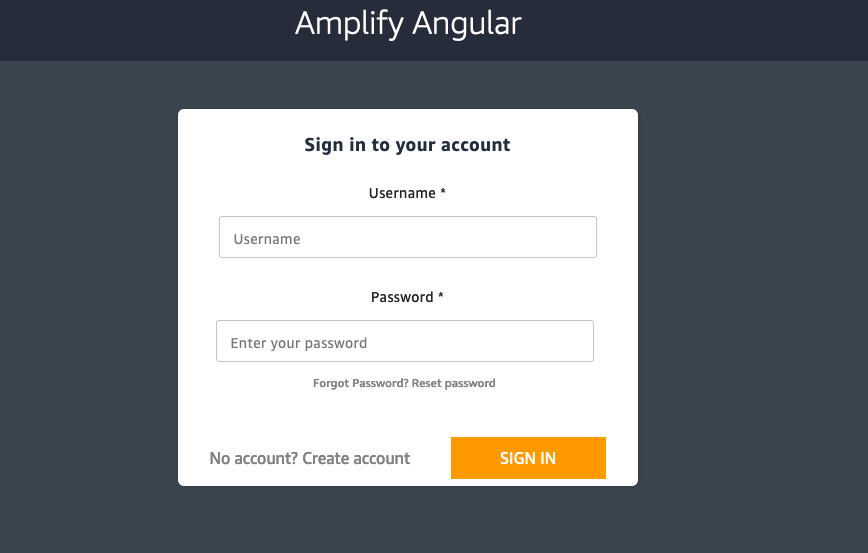 Amplify Angular
Sign in to your account
Username *
Username
Password *
Enter your password
Forgot Password? Reset password
No account? Create account
SIGN IN